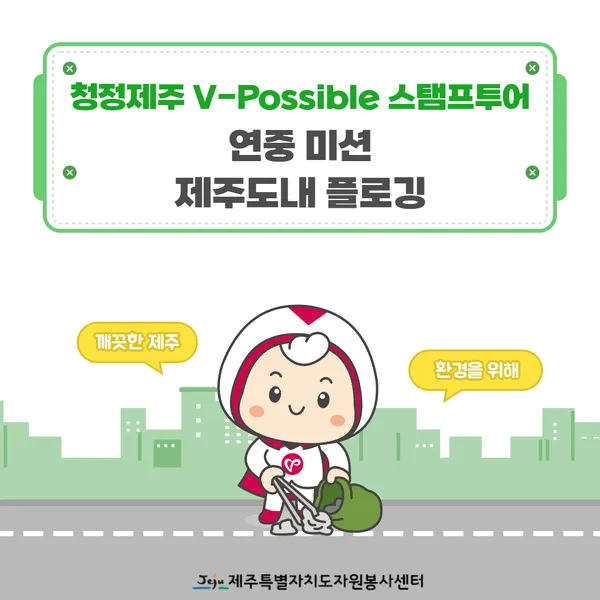 청정제주 V-Possible 스탬프투어
연중 미션
제주도내 플로깅
깨끗한 제주
환경을 위해
Jeju 제주특별자치도자원봉사센터